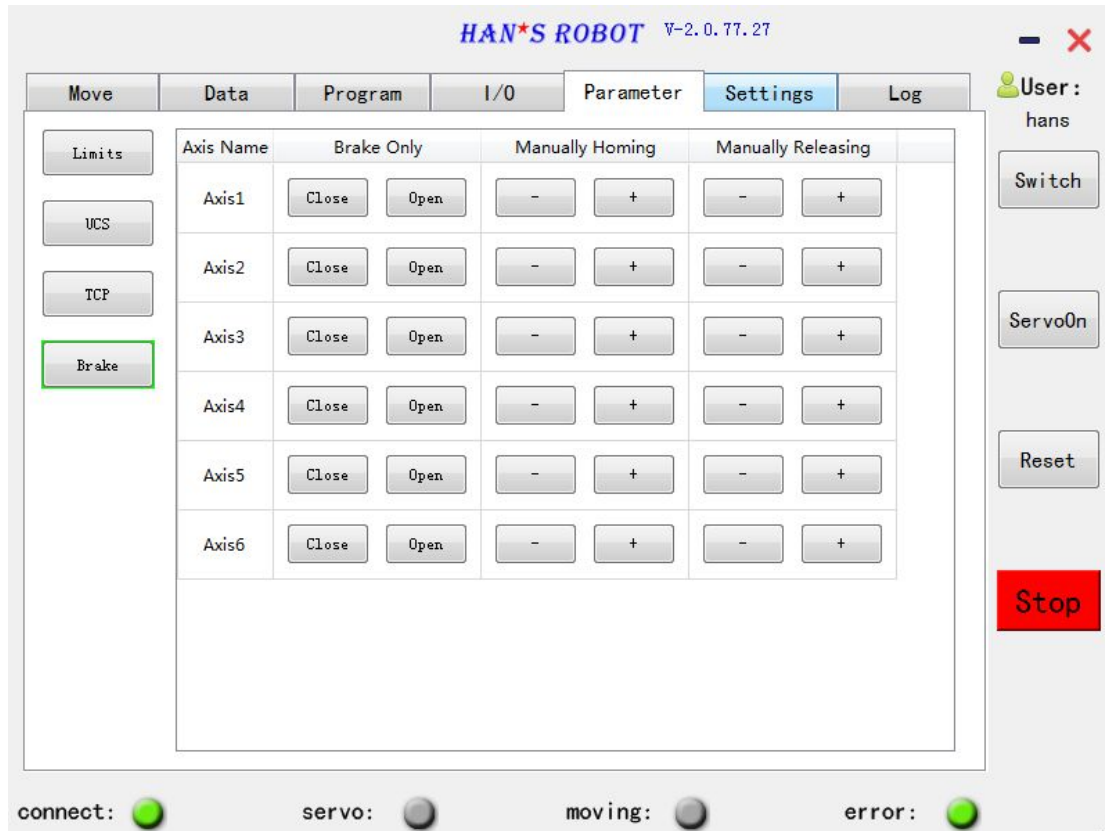 HAN★S ROBOT V-2.0.77.27
Move Data Program I/O Parameter Settings Log
User:
hans
Limits
UCS
TCP
Brake
Axis Name Brake Only Manually Homing Manually Releasing
Axis1 Close Open - + - +
Axis2 Close Open - + - +
Axis3 Close Open - + - +
Axis4 Close Open - + - +
Axis5 Close Open - + - +
Axis6 Close Open - + - +
Switch
ServoOn
Reset
Stop
connect: servo: moving: error: